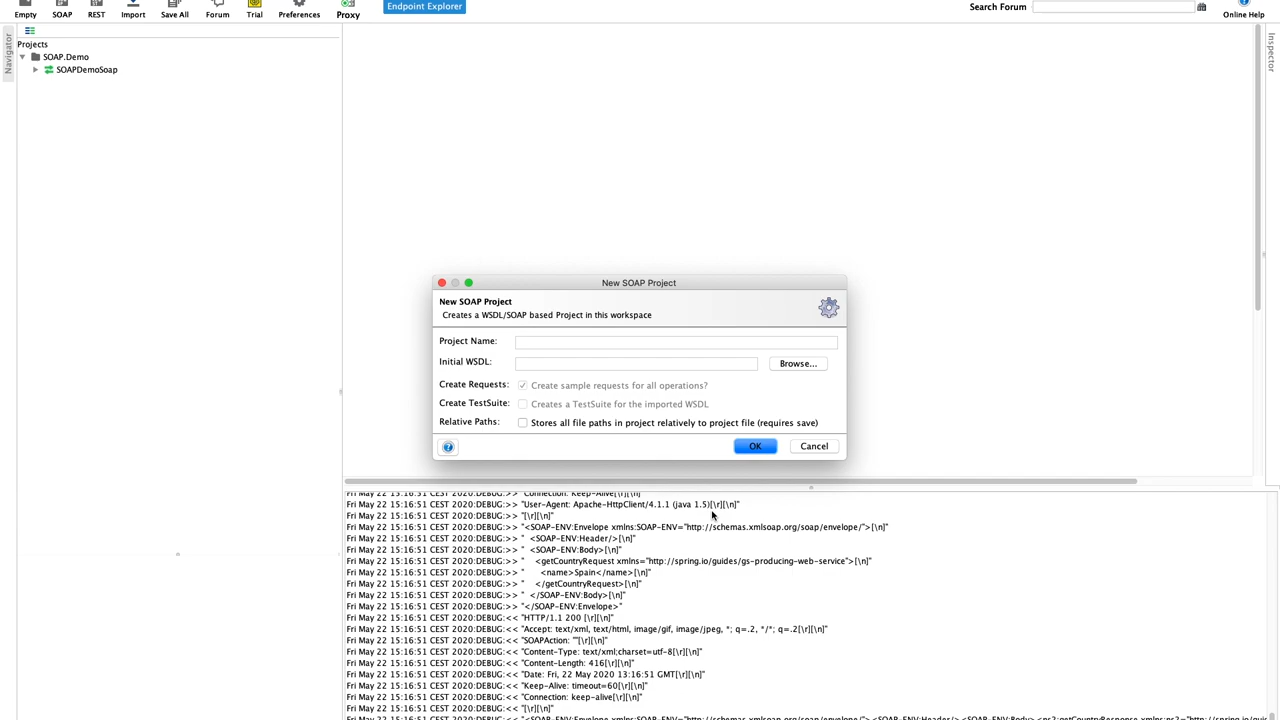 Empty SOAP REST Import Save All Forum Trial Preferences Proxy
Endpoint Explorer
Search Forum
Online Help
Navigator
Inspector
Projects
SOAP.Demo
SOAPDemoSoap
New SOAP Project
New SOAP Project
Creates a WSDL/SOAP based Project in this workspace
Project Name:
Initial WSDL:
Browse...
Create Requests: Create sample requests for all operations?
Create TestSuite: Creates a TestSuite for the imported WSDL
Relative Paths: Stores all file paths in project relatively to project file (requires save)
OK
Cancel
Fri May 22 15:16:51 CEST 2020:DEBUG:>> "Connection: Keep-Alive[\r][\n]"
Fri May 22 15:16:51 CEST 2020:DEBUG:>> "User-Agent: Apache-HttpClient/4.1.1 (java 1.5)[\r][\n]"
Fri May 22 15:16:51 CEST 2020:DEBUG:>> "[\r][\n]"
Fri May 22 15:16:51 CEST 2020:DEBUG:>> "<SOAP-ENV:Envelope xmlns:SOAP-ENV="http://schemas.xmlsoap.org/soap/envelope/">[\n]"
Fri May 22 15:16:51 CEST 2020:DEBUG:>> "  <SOAP-ENV:Header/>[\n]"
Fri May 22 15:16:51 CEST 2020:DEBUG:>> "  <SOAP-ENV:Body>[\n]"
Fri May 22 15:16:51 CEST 2020:DEBUG:>> "    <getCountryRequest xmlns="http://spring.io/guides/gs-producing-web-service">[\n]"
Fri May 22 15:16:51 CEST 2020:DEBUG:>> "      <name>Spain</name>[\n]"
Fri May 22 15:16:51 CEST 2020:DEBUG:>> "    </getCountryRequest>[\n]"
Fri May 22 15:16:51 CEST 2020:DEBUG:>> "  </SOAP-ENV:Body>[\n]"
Fri May 22 15:16:51 CEST 2020:DEBUG:>> "</SOAP-ENV:Envelope>"
Fri May 22 15:16:51 CEST 2020:DEBUG:<< "HTTP/1.1 200 [\r][\n]"
Fri May 22 15:16:51 CEST 2020:DEBUG:<< "Accept: text/xml, text/html, image/gif, image/jpeg, *; q=.2, */*; q=.2[\r][\n]"
Fri May 22 15:16:51 CEST 2020:DEBUG:<< "SOAPAction: ""[\r][\n]"
Fri May 22 15:16:51 CEST 2020:DEBUG:<< "Content-Type: text/xml;charset=utf-8[\r][\n]"
Fri May 22 15:16:51 CEST 2020:DEBUG:<< "Content-Length: 416[\r][\n]"
Fri May 22 15:16:51 CEST 2020:DEBUG:<< "Date: Fri, 22 May 2020 13:16:51 GMT[\r][\n]"
Fri May 22 15:16:51 CEST 2020:DEBUG:<< "Keep-Alive: timeout=60[\r][\n]"
Fri May 22 15:16:51 CEST 2020:DEBUG:<< "Connection: keep-alive[\r][\n]"
Fri May 22 15:16:51 CEST 2020:DEBUG:<< "[\r][\n]"